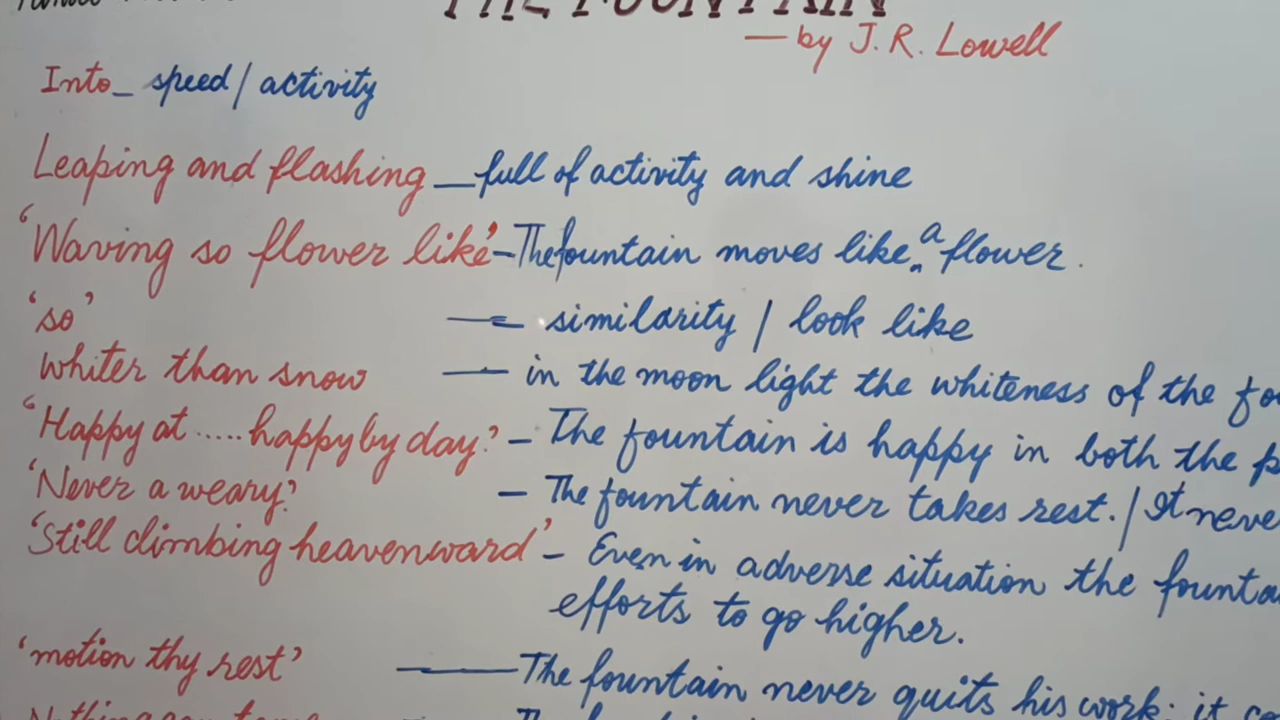 THE FOUNTAIN
— by J. R. Lowell
Into_ speed / activity
Leaping and flashing — full of activity and shine
'Waving so flower like' - The fountain moves like a flower.
'so' — similarity / look like
whiter than snow — in the moon light the whiteness of the
'Happy at ..... happy by day.' - The fountain is happy in both the
'Never a weary.' - The fountain never takes rest. / It never
'Still climbing heavenward' - Even in adverse situation the
efforts to go higher.
'motion thy rest' — The fountain never quits his work; it